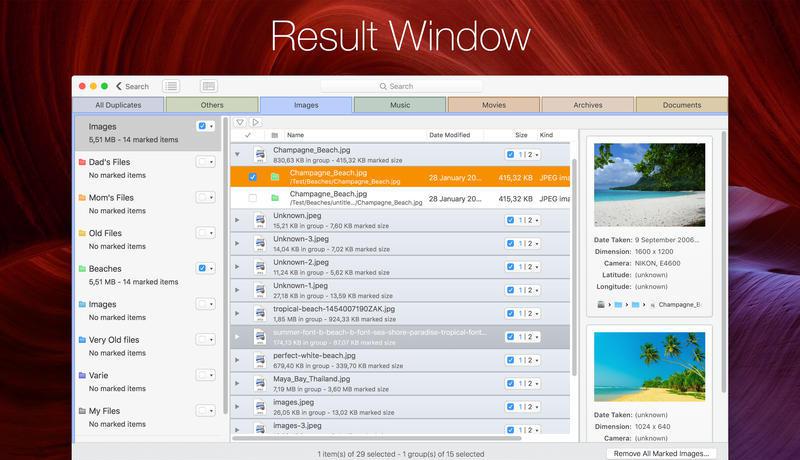 Result Window
Search
Search
All Duplicates
Others
Images
Music
Movies
Archives
Documents
Images
5,51 MB - 14 marked items
Dad's Files
No marked items
Mom's Files
No marked items
Old Files
No marked items
Beaches
5,51 MB - 14 marked items
Images
No marked items
Very Old files
No marked items
Varie
No marked items
My Files
No marked items
Name Date Modified Size Kind
Champagne_Beach.jpg
830,63 KB in group - 415,32 KB marked size
1 | 2
Champagne_Beach.jpg
/Test/Beaches/Champagne_Beach.jpg
28 January 20... 415,32 KB JPEG ima
Champagne_Beach.jpg
/Test/Beaches/untitle.../Champagne_Beach.jpg
28 January 20... 415,32 KB JPEG ima
Unknown.jpeg
15,21 KB in group - 7,60 KB marked size
1 | 2
Unknown-3.jpeg
14,04 KB in group - 7,02 KB marked size
1 | 2
Unknown-2.jpeg
11,24 KB in group - 5,62 KB marked size
1 | 2
Unknown-1.jpeg
27,18 KB in group - 13,59 KB marked size
1 | 2
tropical-beach-1454007190ZAK.jpg
1,85 MB in group - 924,33 KB marked size
1 | 2
summer-font-b-beach-b-font-sea-shore-paradise-tropical-font...
174,13 KB in group - 87,07 KB marked size
1 | 2
perfect-white-beach.jpg
679,40 KB in group - 339,70 KB marked size
1 | 2
Maya_Bay_Thailand.jpg
7,19 MB in group - 3,60 MB marked size
1 | 2
images.jpeg
26,05 KB in group - 13,02 KB marked size
1 | 2
images-3.jpeg
1 | 2
Date Taken: 9 September 2006...
Dimension: 1600 x 1200
Camera: NIKON, E4600
Latitude: (unknown)
Longitude: (unknown)
Champagne_B
Date Taken: (unknown)
Dimension: 1024 x 640
Camera: (unknown)
1 item(s) of 29 selected - 1 group(s) of 15 selected
Remove All Marked Images...